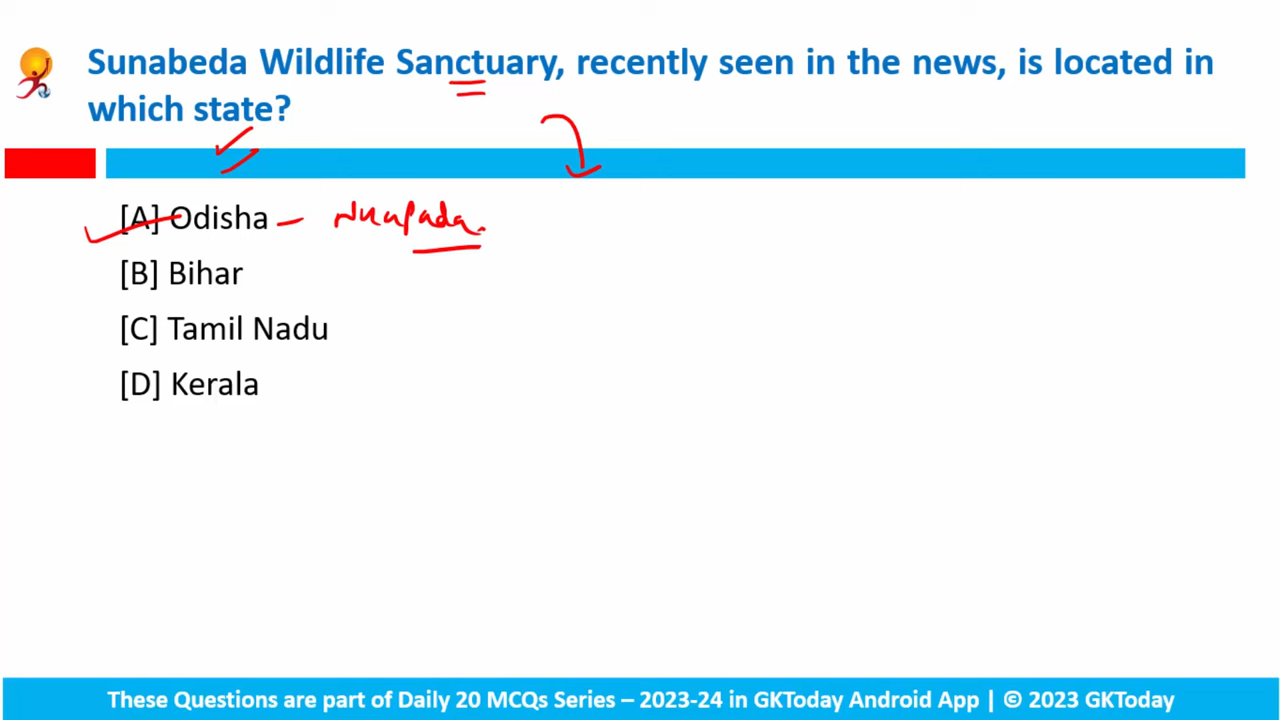 Sunabeda Wildlife Sanctuary, recently seen in the news, is located in
which state?
[A] Odisha – Nuapada.
[B] Bihar
[C] Tamil Nadu
[D] Kerala
These Questions are part of Daily 20 MCQs Series – 2023-24 in GKToday Android App | © 2023 GKToday